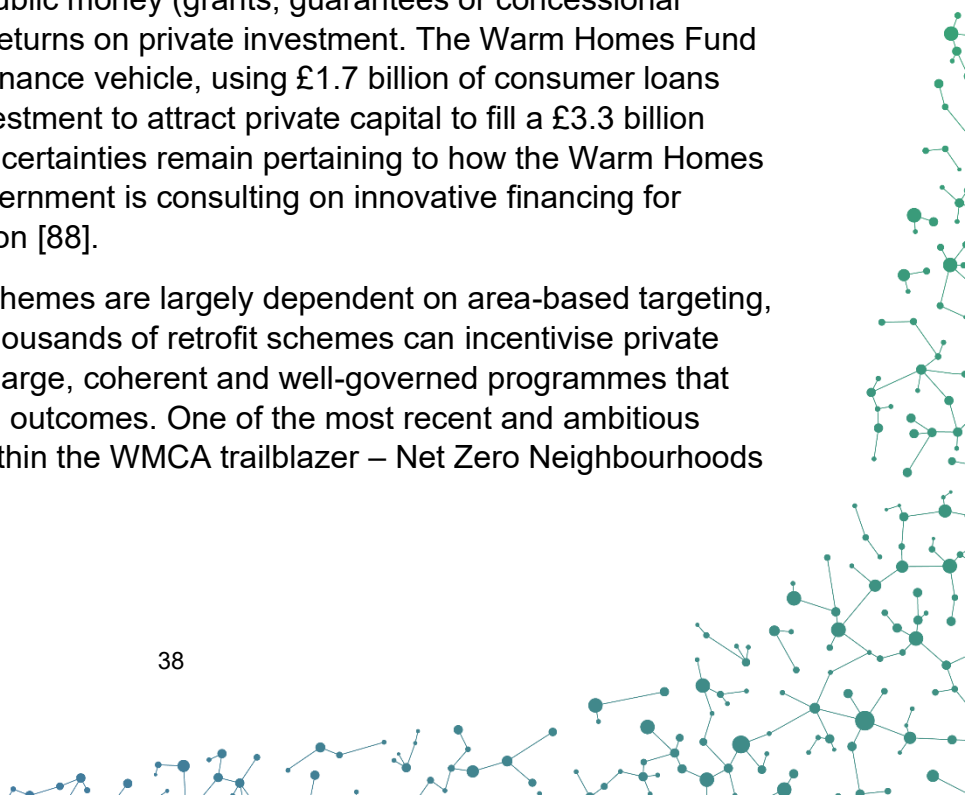 ublic money (grants, guarantees or concessional
eturns on private investment. The Warm Homes Fund
nance vehicle, using £1.7 billion of consumer loans
estment to attract private capital to fill a £3.3 billion
certainties remain pertaining to how the Warm Homes
ernment is consulting on innovative financing for
on [88].
hemes are largely dependent on area-based targeting,
ousands of retrofit schemes can incentivise private
arge, coherent and well-governed programmes that
outcomes. One of the most recent and ambitious
thin the WMCA trailblazer – Net Zero Neighbourhoods
38